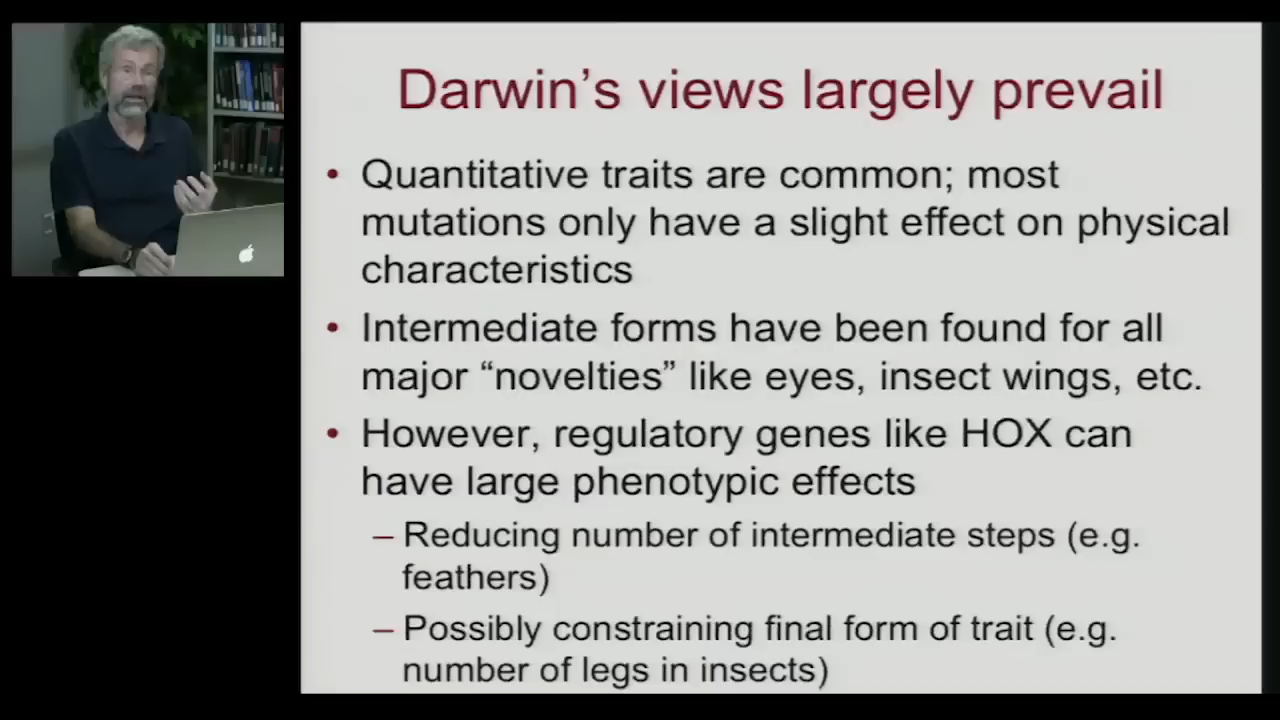 Darwin's views largely prevail
• Quantitative traits are common; most
mutations only have a slight effect on physical
characteristics
• Intermediate forms have been found for all
major “novelties” like eyes, insect wings, etc.
• However, regulatory genes like HOX can
have large phenotypic effects
– Reducing number of intermediate steps (e.g.
feathers)
– Possibly constraining final form of trait (e.g.
number of legs in insects)